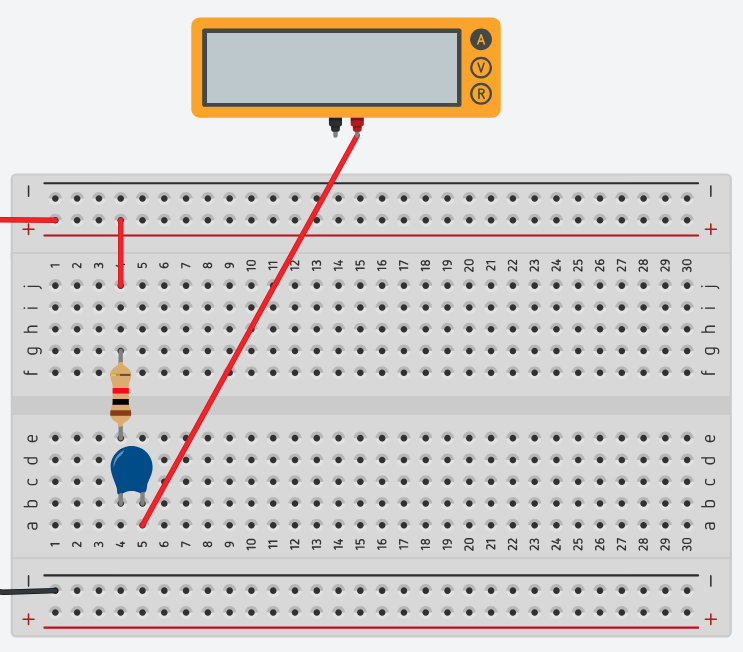 A
V
R
− −
+ +
1 2 3 4 5 6 7 8 9 10 11 12 13 14 15 16 17 18 19 20 21 22 23 24 25 26 27 28 29 30
j j
i i
h h
g g
f f
e e
d d
c c
b b
a a
1 2 3 4 5 6 7 8 9 10 11 12 13 14 15 16 17 18 19 20 21 22 23 24 25 26 27 28 29 30
− −
+ +